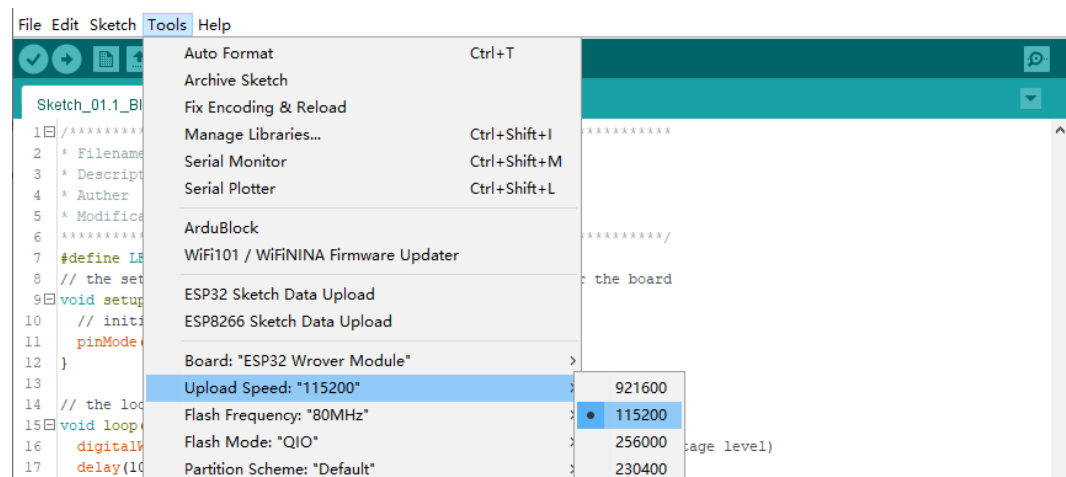 File Edit Sketch Tools Help
Auto Format Ctrl+T
Archive Sketch
Sketch_01.1_Bl
Fix Encoding & Reload
1 /*********** ***********
Manage Libraries... Ctrl+Shift+I
2 * Filename
Serial Monitor Ctrl+Shift+M
3 * Descript
Serial Plotter Ctrl+Shift+L
4 * Auther
5 * Modifica
ArduBlock
6 ********** **********/
WiFi101 / WiFiNINA Firmware Updater
7 #define LE
8 // the set r the board
ESP32 Sketch Data Upload
9 void setup
ESP8266 Sketch Data Upload
10 // initi
11 pinMode(
Board: "ESP32 Wrover Module"
12 }
13
Upload Speed: "115200" 921600
14 // the loo
Flash Frequency: "80MHz" 115200
15 void loop(
Flash Mode: "QIO" 256000
16 digitalW tage level)
Partition Scheme: "Default" 230400
17 delay(10